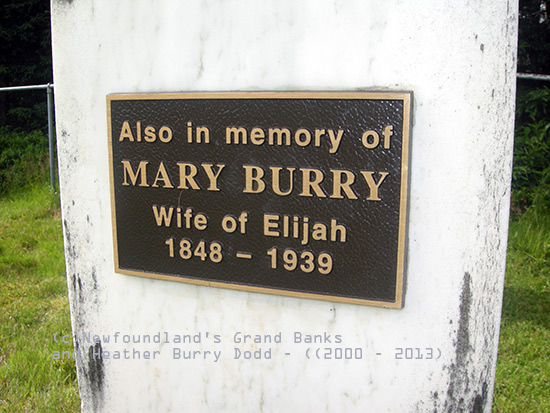 Also in memory of
MARY BURRY
Wife of Elijah
1848 – 1939
(c Newfoundland's Grand Banks
and Heather Burry Dodd - ((2000 - 2013)